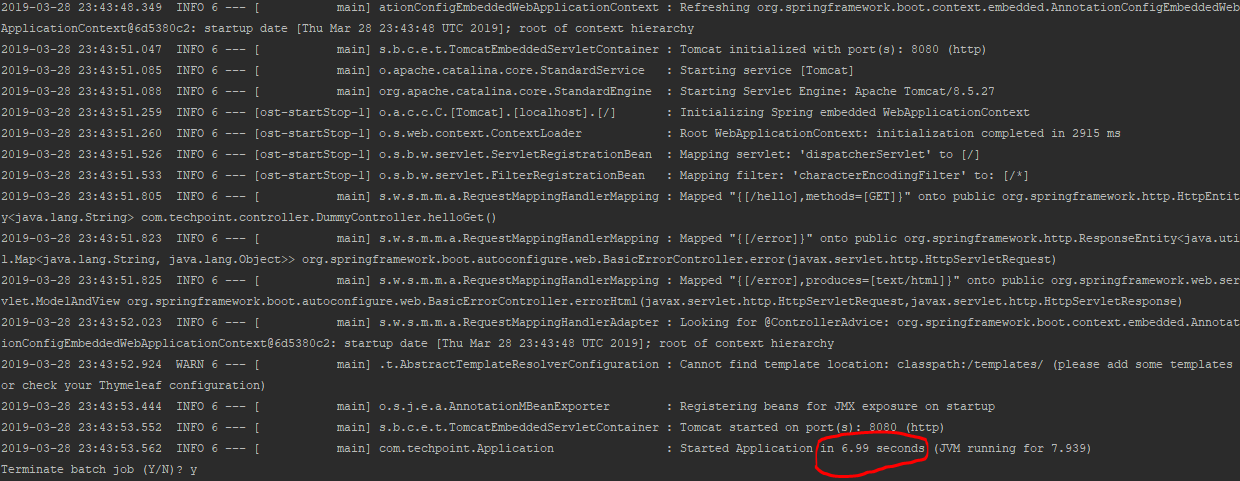 2019-03-28 23:43:48.349  INFO 6 --- [           main] ationConfigEmbeddedWebApplicationContext : Refreshing org.springframework.boot.context.embedded.AnnotationConfigEmbeddedWeb
ApplicationContext@6d5380c2: startup date [Thu Mar 28 23:43:48 UTC 2019]; root of context hierarchy
2019-03-28 23:43:51.047  INFO 6 --- [           main] s.b.c.e.t.TomcatEmbeddedServletContainer : Tomcat initialized with port(s): 8080 (http)
2019-03-28 23:43:51.085  INFO 6 --- [           main] o.apache.catalina.core.StandardService   : Starting service [Tomcat]
2019-03-28 23:43:51.088  INFO 6 --- [           main] org.apache.catalina.core.StandardEngine  : Starting Servlet Engine: Apache Tomcat/8.5.27
2019-03-28 23:43:51.259  INFO 6 --- [ost-startStop-1] o.a.c.c.C.[Tomcat].[localhost].[/]       : Initializing Spring embedded WebApplicationContext
2019-03-28 23:43:51.260  INFO 6 --- [ost-startStop-1] o.s.web.context.ContextLoader            : Root WebApplicationContext: initialization completed in 2915 ms
2019-03-28 23:43:51.526  INFO 6 --- [ost-startStop-1] o.s.b.w.servlet.ServletRegistrationBean  : Mapping servlet: 'dispatcherServlet' to [/]
2019-03-28 23:43:51.533  INFO 6 --- [ost-startStop-1] o.s.b.w.servlet.FilterRegistrationBean   : Mapping filter: 'characterEncodingFilter' to: [/*]
2019-03-28 23:43:51.805  INFO 6 --- [           main] s.w.s.m.m.a.RequestMappingHandlerMapping : Mapped "{[/hello],methods=[GET]}" onto public org.springframework.http.HttpEntit
y<java.lang.String> com.techpoint.controller.DummyController.helloGet()
2019-03-28 23:43:51.823  INFO 6 --- [           main] s.w.s.m.m.a.RequestMappingHandlerMapping : Mapped "{[/error]}" onto public org.springframework.http.ResponseEntity<java.uti
l.Map<java.lang.String, java.lang.Object>> org.springframework.boot.autoconfigure.web.BasicErrorController.error(javax.servlet.http.HttpServletRequest)
2019-03-28 23:43:51.825  INFO 6 --- [           main] s.w.s.m.m.a.RequestMappingHandlerMapping : Mapped "{[/error],produces=[text/html]}" onto public org.springframework.web.ser
vlet.ModelAndView org.springframework.boot.autoconfigure.web.BasicErrorController.errorHtml(javax.servlet.http.HttpServletRequest,javax.servlet.http.HttpServletResponse)
2019-03-28 23:43:52.023  INFO 6 --- [           main] s.w.s.m.m.a.RequestMappingHandlerAdapter : Looking for @ControllerAdvice: org.springframework.boot.context.embedded.Annotat
ionConfigEmbeddedWebApplicationContext@6d5380c2: startup date [Thu Mar 28 23:43:48 UTC 2019]; root of context hierarchy
2019-03-28 23:43:52.924  WARN 6 --- [           main] .t.AbstractTemplateResolverConfiguration : Cannot find template location: classpath:/templates/ (please add some templates
or check your Thymeleaf configuration)
2019-03-28 23:43:53.444  INFO 6 --- [           main] o.s.j.e.a.AnnotationMBeanExporter        : Registering beans for JMX exposure on startup
2019-03-28 23:43:53.552  INFO 6 --- [           main] s.b.c.e.t.TomcatEmbeddedServletContainer : Tomcat started on port(s): 8080 (http)
2019-03-28 23:43:53.562  INFO 6 --- [           main] com.techpoint.Application                : Started Application in 6.99 seconds (JVM running for 7.939)
Terminate batch job (Y/N)? y